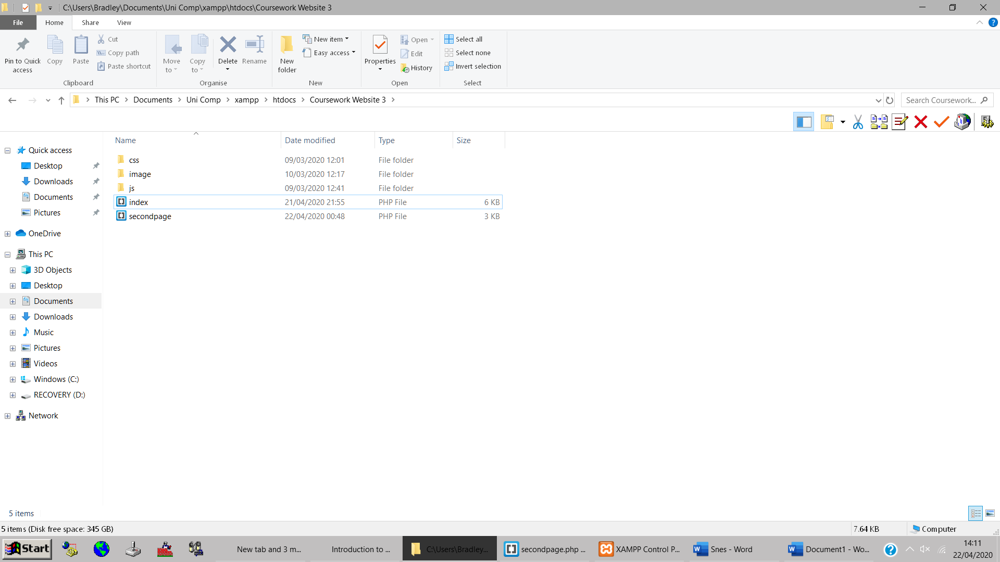 C:\Users\Bradley\Documents\Uni Comp\xampp\htdocs\Coursework Website 3
File Home Share View
Pin to Quick access
Copy
Paste
Cut
Copy path
Paste shortcut
Clipboard
Move to
Copy to
Delete
Rename
Organise
New folder
New item
Easy access
New
Properties
Open
Edit
History
Open
Select all
Select none
Invert selection
Select
This PC > Documents > Uni Comp > xampp > htdocs > Coursework Website 3 >
Search Coursework...
Name Date modified Type Size
css 09/03/2020 12:01 File folder
image 10/03/2020 12:17 File folder
js 09/03/2020 12:41 File folder
index 21/04/2020 21:55 PHP File 6 KB
secondpage 22/04/2020 00:48 PHP File 3 KB
Quick access
Desktop
Downloads
Documents
Pictures
OneDrive
This PC
3D Objects
Desktop
Documents
Downloads
Music
Pictures
Videos
Windows (C:)
RECOVERY (D:)
Network
5 items
5 items (Disk free space: 345 GB) 7.64 KB Computer
Start New tab and 3 m... Introduction to ... C:\Users\Bradley... secondpage.php ... XAMPP Control P... Snes - Word Document1 - Wo... 14:11
22/04/2020